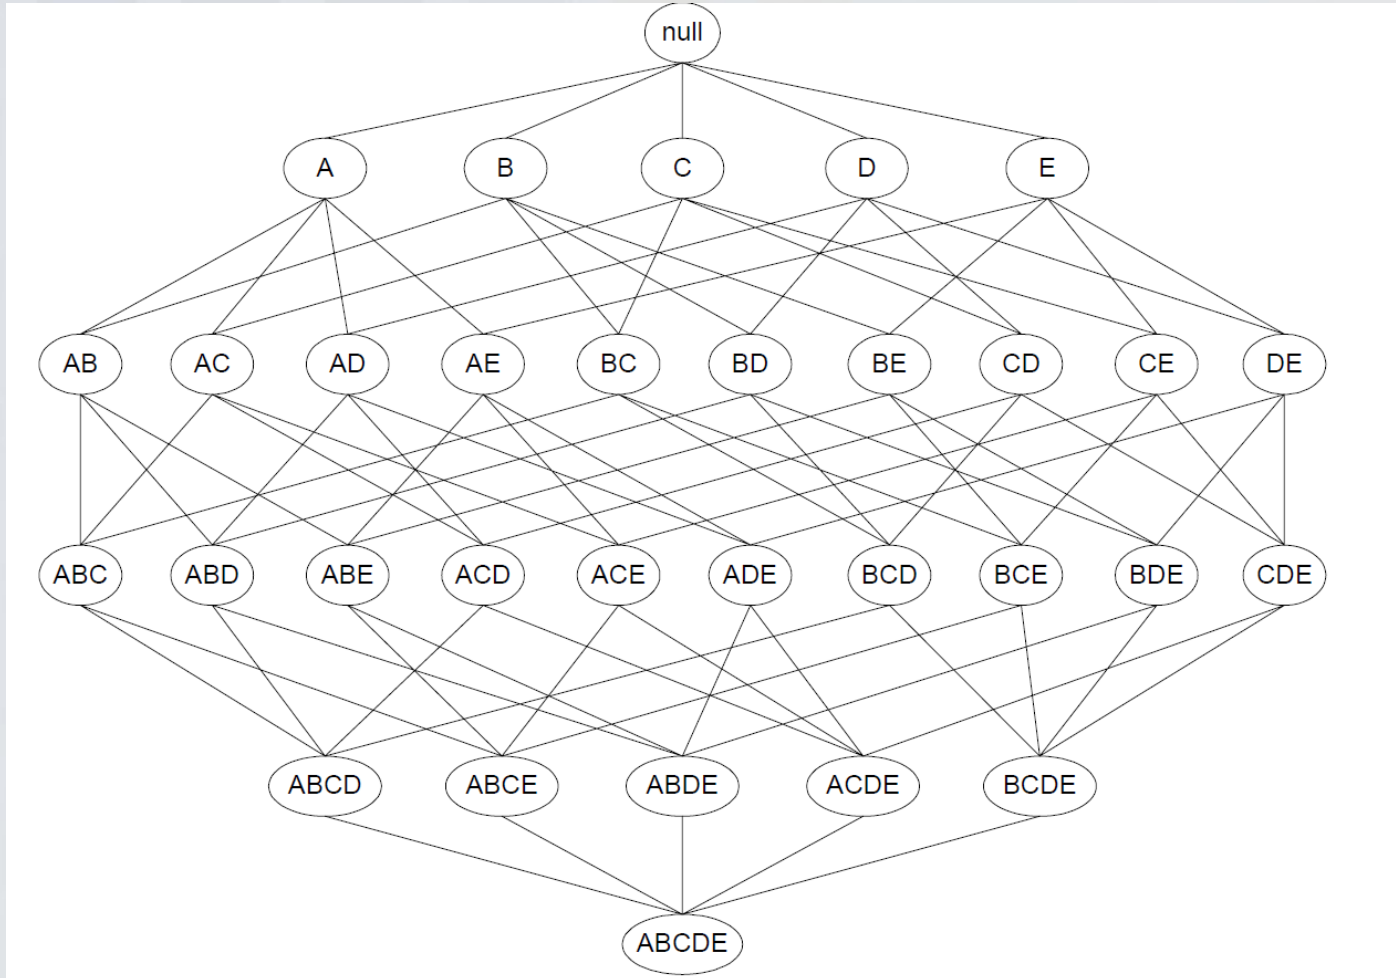 null
A B C D E
AB AC AD AE BC BD BE CD CE DE
ABC ABD ABE ACD ACE ADE BCD BCE BDE CDE
ABCD ABCE ABDE ACDE BCDE
ABCDE